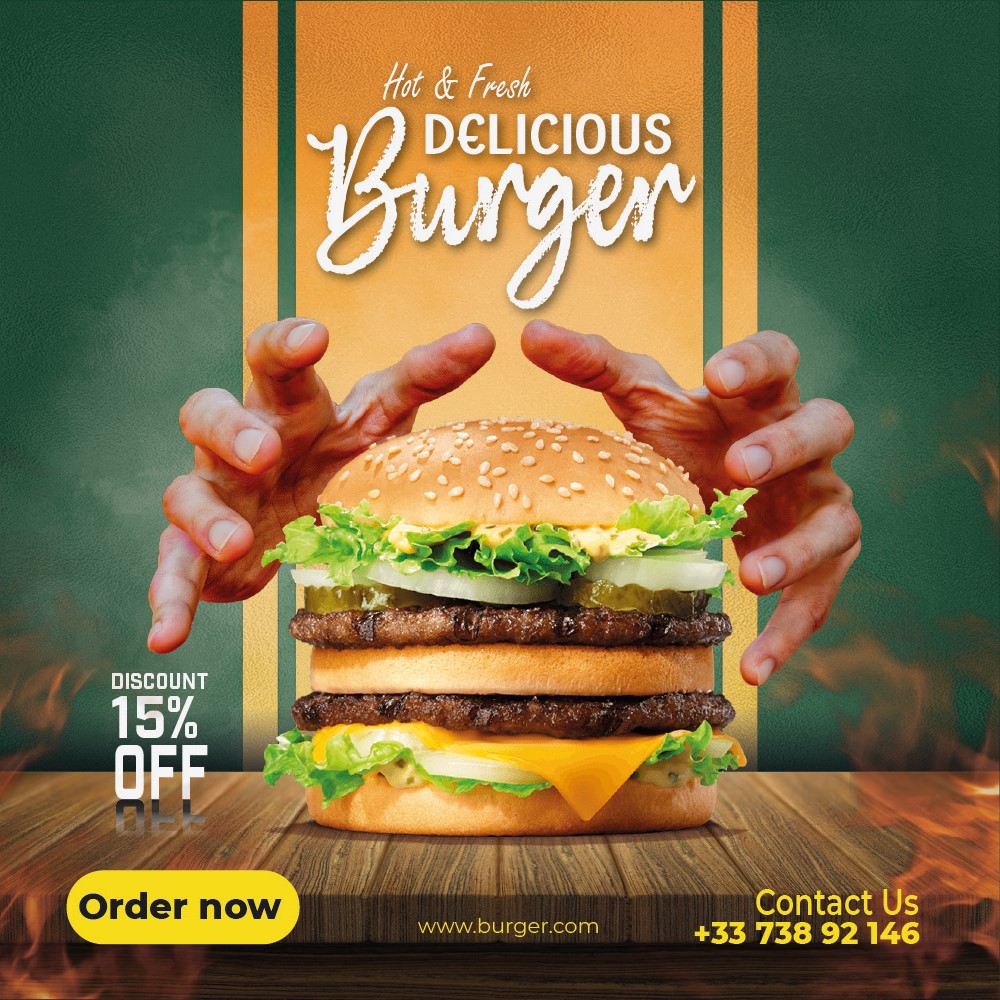 Hot & Fresh
DELICIOUS
Burger
DISCOUNT
15%
OFF
Order now
www.burger.com
Contact Us
+33 738 92 146